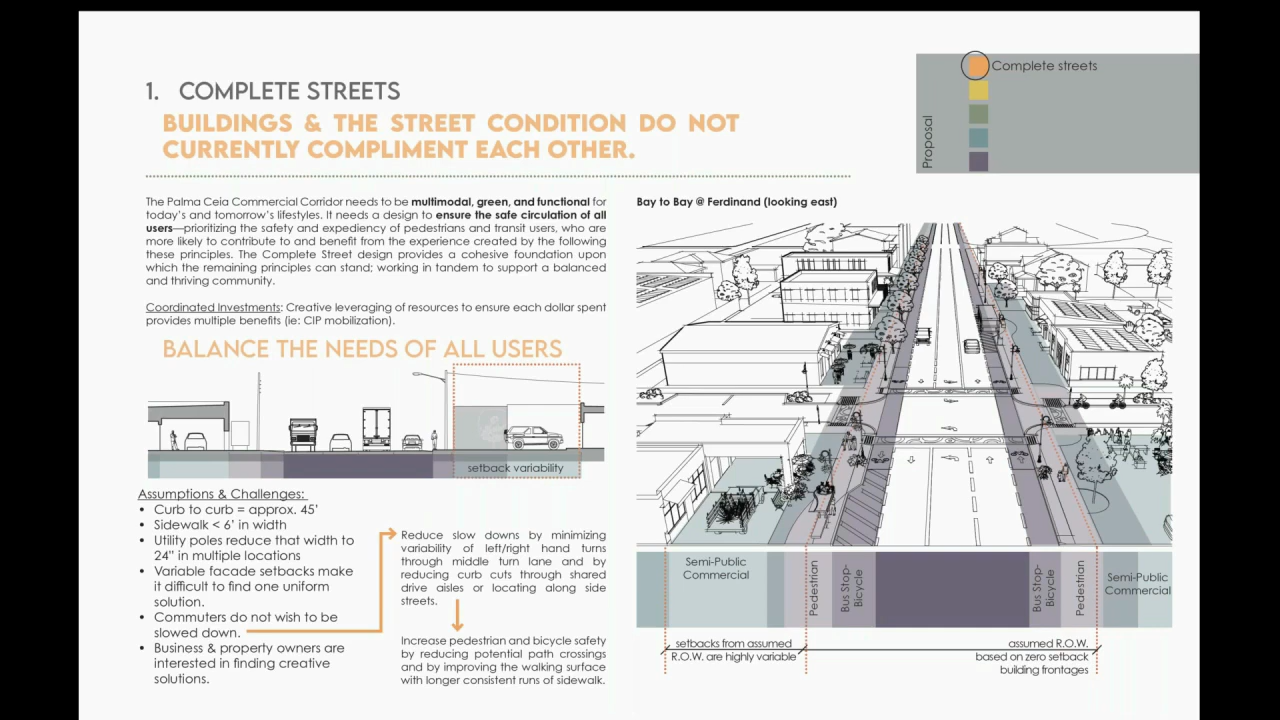 Complete streets
Proposal
1. COMPLETE STREETS
BUILDINGS & THE STREET CONDITION DO NOT
CURRENTLY COMPLIMENT EACH OTHER.
The Palma Ceia Commercial Corridor needs to be multimodal, green, and functional for
today's and tomorrow's lifestyles. It needs a design to ensure the safe circulation of all
users—prioritizing the safety and expediency of pedestrians and transit users, who are
more likely to contribute to and benefit from the experience created by the following
these principles. The Complete Street design provides a cohesive foundation upon
which the remaining principles can stand; working in tandem to support a balanced
and thriving community.
Coordinated Investments: Creative leveraging of resources to ensure each dollar spent
provides multiple benefits (ie: CIP mobilization).
BALANCE THE NEEDS OF ALL USERS
setback variability
Assumptions & Challenges:
• Curb to curb = approx. 45'
• Sidewalk < 6' in width
• Utility poles reduce that width to
24" in multiple locations
• Variable facade setbacks make
it difficult to find one uniform
solution.
• Commuters do not wish to be
slowed down.
• Business & property owners are
interested in finding creative
solutions.
Reduce slow downs by minimizing
variability of left/right hand turns
through middle turn lane and by
reducing curb cuts through shared
drive aisles or locating along side
streets.
Increase pedestrian and bicycle safety
by reducing potential path crossings
and by improving the walking surface
with longer consistent runs of sidewalk.
Bay to Bay @ Ferdinand (looking east)
Semi-Public
Commercial
Pedestrian
Bus Stop-
Bicycle
Bus Stop-
Bicycle
Pedestrian
Semi-Public
Commercial
setbacks from assumed
R.O.W. are highly variable
assumed R.O.W.
based on zero setback
building frontages